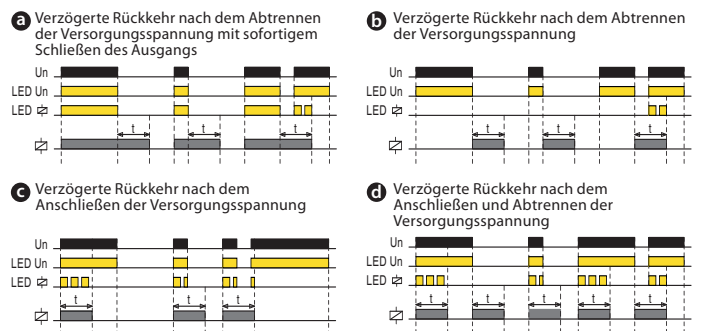 a Verzögerte Rückkehr nach dem Abtrennen
der Versorgungsspannung mit sofortigem
Schließen des Ausgangs
Un
LED Un
LED
t t t
b Verzögerte Rückkehr nach dem Abtrennen
der Versorgungsspannung
Un
LED Un
LED
t t t
c Verzögerte Rückkehr nach dem
Anschließen der Versorgungsspannung
Un
LED Un
LED
t t t
d Verzögerte Rückkehr nach dem
Anschließen und Abtrennen der
Versorgungsspannung
Un
LED Un
LED
t t t t t